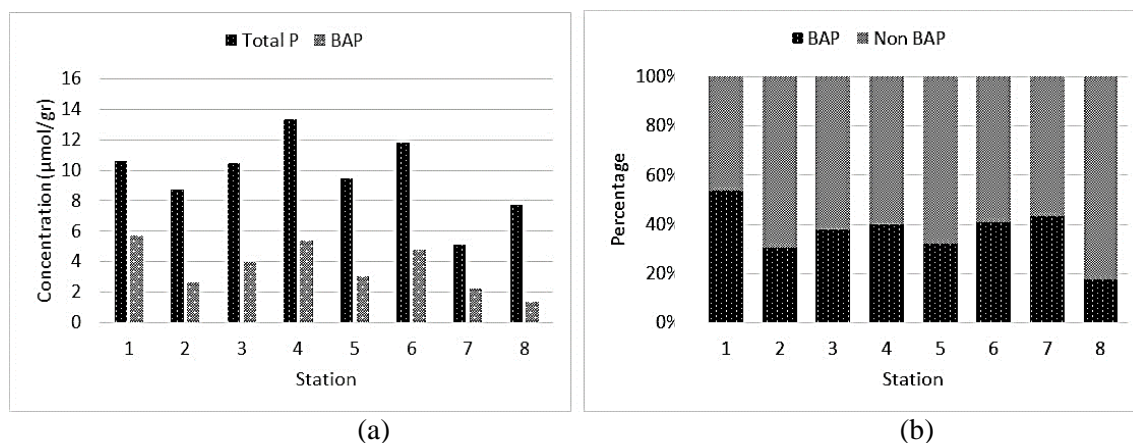 Total P BAP
Concentration (µmol/gr)
16
14
12
10
8
6
4
2
0
1 2 3 4 5 6 7 8
Station
(a)
BAP Non BAP
Percentage
100%
80%
60%
40%
20%
0%
1 2 3 4 5 6 7 8
Station
(b)